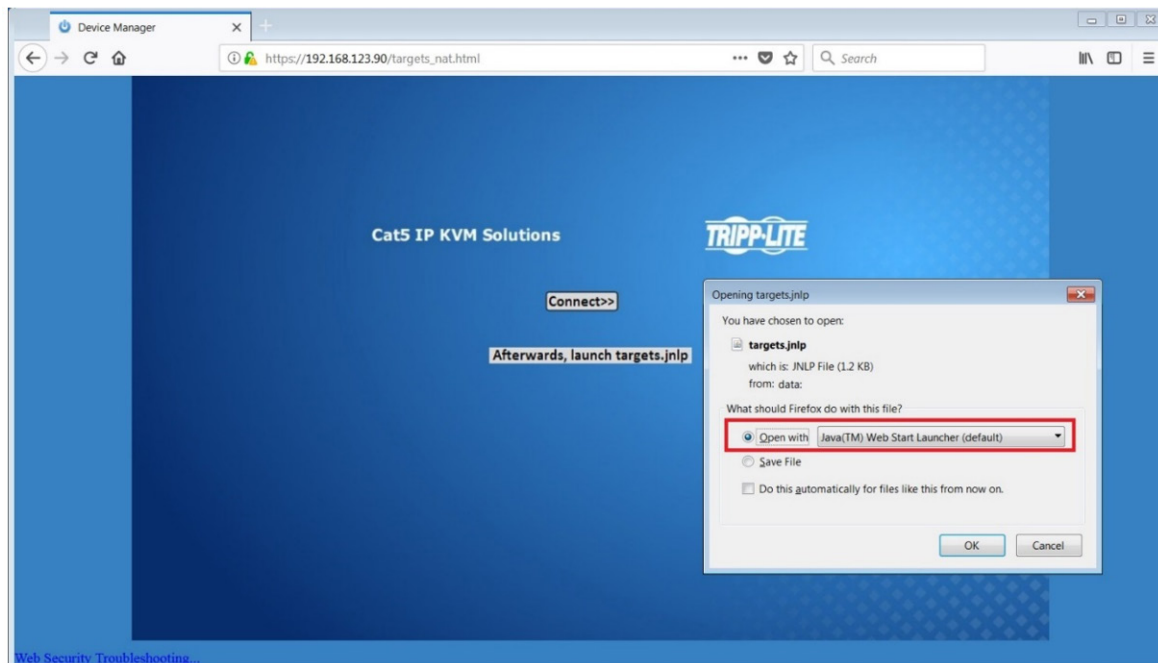 Device Manager
https://192.168.123.90/targets_nat.html
Search
Cat5 IP KVM Solutions
TRIPP·LITE
Connect>>
Afterwards, launch targets.jnlp
Opening targets.jnlp
You have chosen to open:
targets.jnlp
which is: JNLP File (1.2 KB)
from: data:
What should Firefox do with this file?
Open with Java(TM) Web Start Launcher (default)
Save File
Do this automatically for files like this from now on.
OK Cancel
Web Security Troubleshooting...